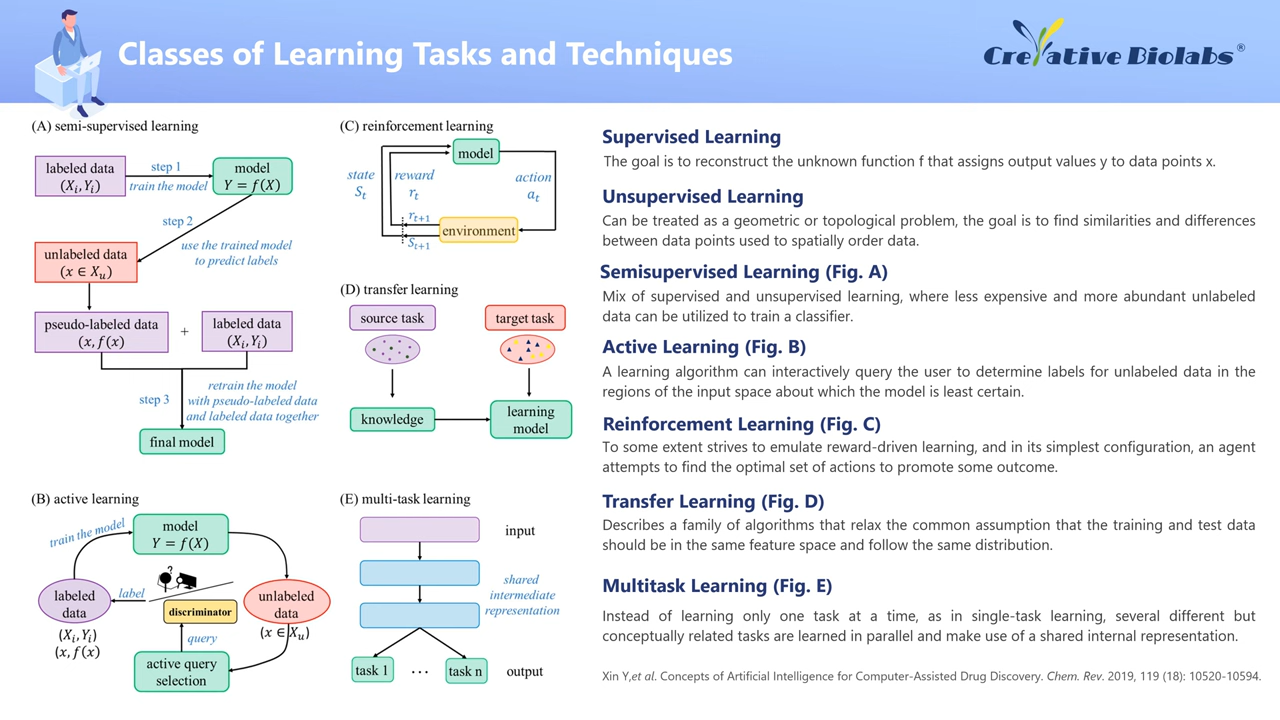 Classes of Learning Tasks and Techniques
Creative Biolabs®
(A) semi-supervised learning
labeled data
(Xᵢ, Yᵢ)
step 1
train the model
model
Y = f(X)
step 2
use the trained model
to predict labels
unlabeled data
(x ∈ Xᵤ)
pseudo-labeled data
(x, f(x)
+
labeled data
(Xᵢ, Yᵢ)
step 3
retrain the model
with pseudo-labeled data
and labeled data together
final model
(B) active learning
train the model
model
Y = f(X)
labeled
data
(Xᵢ, Yᵢ)
(x, f(x)
label
?
discriminator
query
unlabeled
data
(x ∈ Xᵤ)
active query
selection
(C) reinforcement learning
model
state
Sₜ
reward
rₜ
action
aₜ
rₜ₊₁
Sₜ₊₁
environment
(D) transfer learning
source task
target task
knowledge
learning
model
(E) multi-task learning
input
shared
intermediate
representation
task 1
...
task n
output
Supervised Learning
The goal is to reconstruct the unknown function f that assigns output values y to data points x.
Unsupervised Learning
Can be treated as a geometric or topological problem, the goal is to find similarities and differences
between data points used to spatially order data.
Semisupervised Learning (Fig. A)
Mix of supervised and unsupervised learning, where less expensive and more abundant unlabeled
data can be utilized to train a classifier.
Active Learning (Fig. B)
A learning algorithm can interactively query the user to determine labels for unlabeled data in the
regions of the input space about which the model is least certain.
Reinforcement Learning (Fig. C)
To some extent strives to emulate reward-driven learning, and in its simplest configuration, an agent
attempts to find the optimal set of actions to promote some outcome.
Transfer Learning (Fig. D)
Describes a family of algorithms that relax the common assumption that the training and test data
should be in the same feature space and follow the same distribution.
Multitask Learning (Fig. E)
Instead of learning only one task at a time, as in single-task learning, several different but
conceptually related tasks are learned in parallel and make use of a shared internal representation.
Xin Y,et al. Concepts of Artificial Intelligence for Computer-Assisted Drug Discovery. Chem. Rev. 2019, 119 (18): 10520-10594.